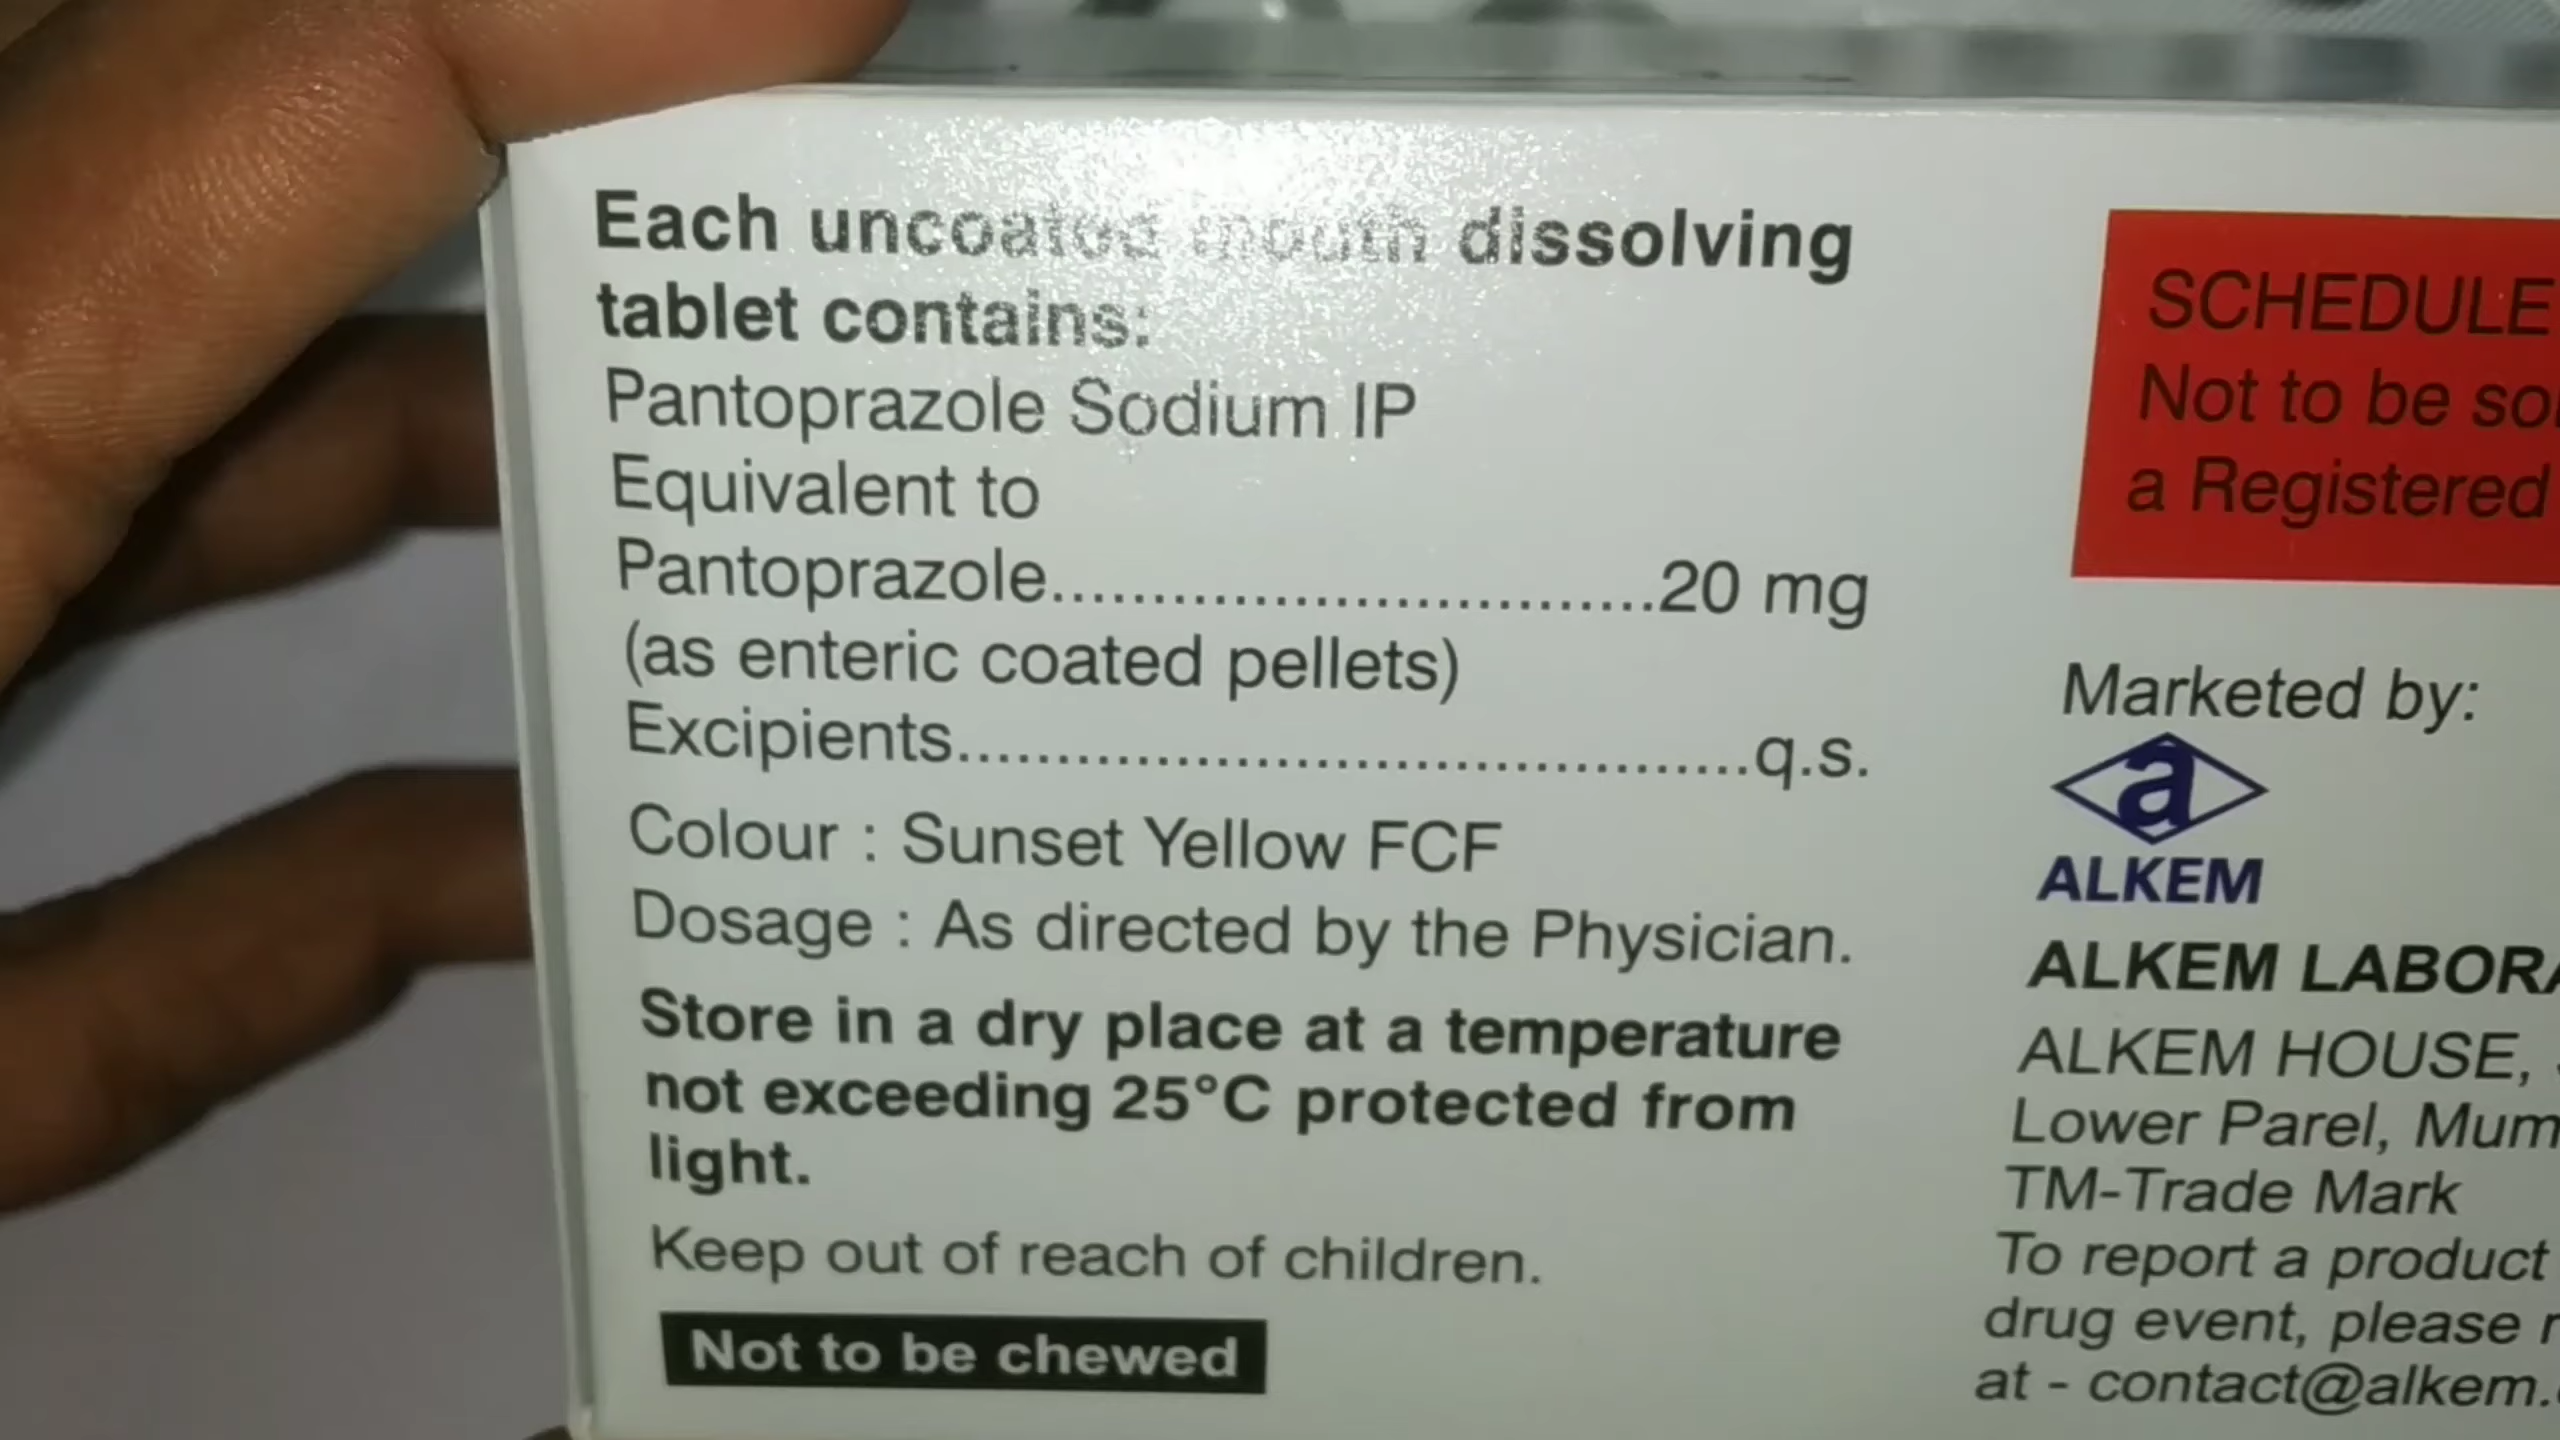 Each uncoated mouth dissolving
tablet contains:
Pantoprazole Sodium IP
Equivalent to
Pantoprazole..............................20 mg
(as enteric coated pellets)
Excipients.......................................q.s.
Colour : Sunset Yellow FCF
Dosage : As directed by the Physician.
Store in a dry place at a temperature
not exceeding 25°C protected from
light.
Keep out of reach of children.
Not to be chewed
SCHEDULE
Not to be
a Registered
Marketed by:
a
ALKEM
ALKEM
ALKEM HOUSE,
Lower Parel,
TM-Trade Mark
To report a product
drug event, please
at - contact@alkem.